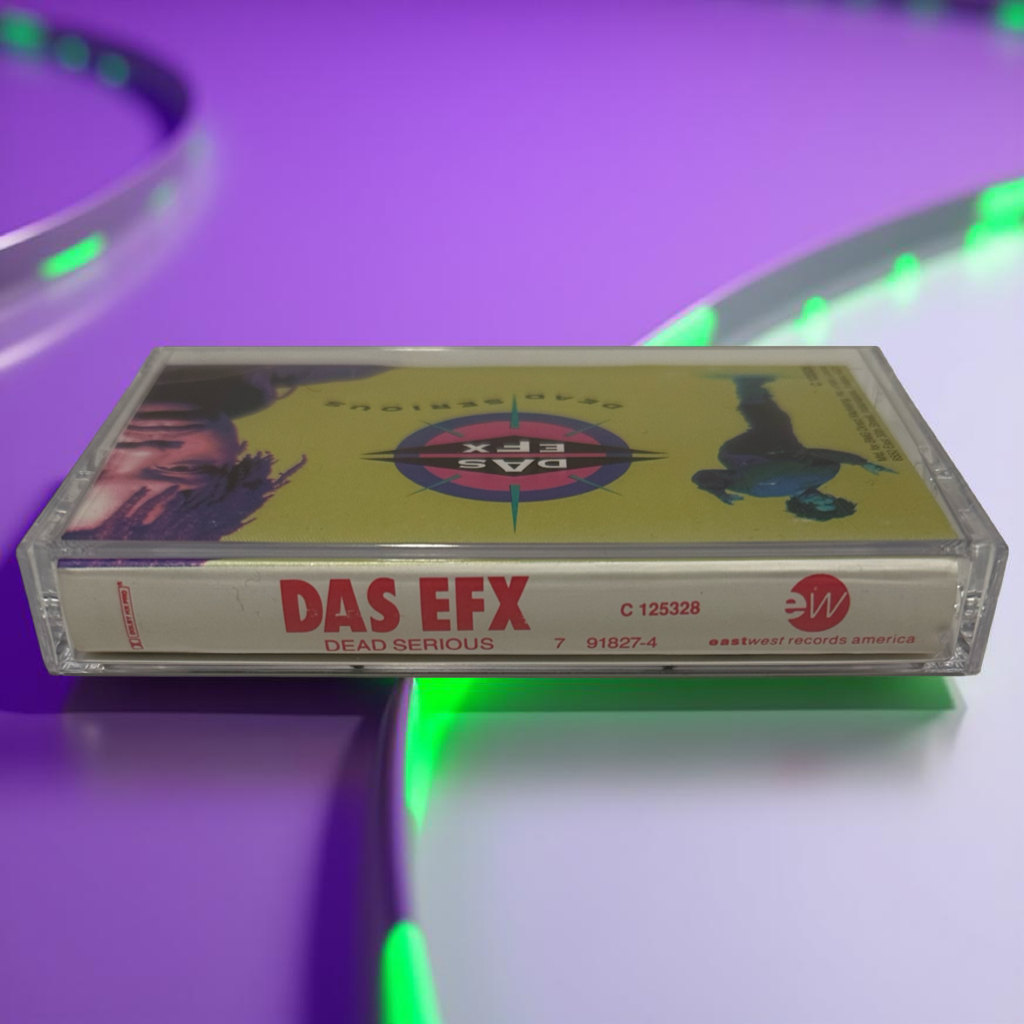 DEAD SERIOUS
DAS
EFX
DAS EFX
DEAD SERIOUS
C 125328
7 91827-4
ew
eastwest records america